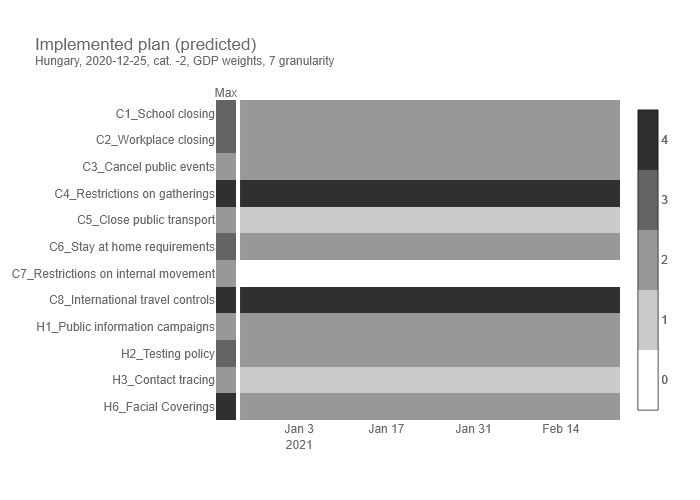 Implemented plan (predicted)
Hungary, 2020-12-25, cat. -2, GDP weights, 7 granularity
Max
C1_School closing
C2_Workplace closing
C3_Cancel public events
C4_Restrictions on gatherings
C5_Close public transport
C6_Stay at home requirements
C7_Restrictions on internal movement
C8_International travel controls
H1_Public information campaigns
H2_Testing policy
H3_Contact tracing
H6_Facial Coverings
4
3
2
1
0
Jan 3 Jan 17 Jan 31 Feb 14
2021